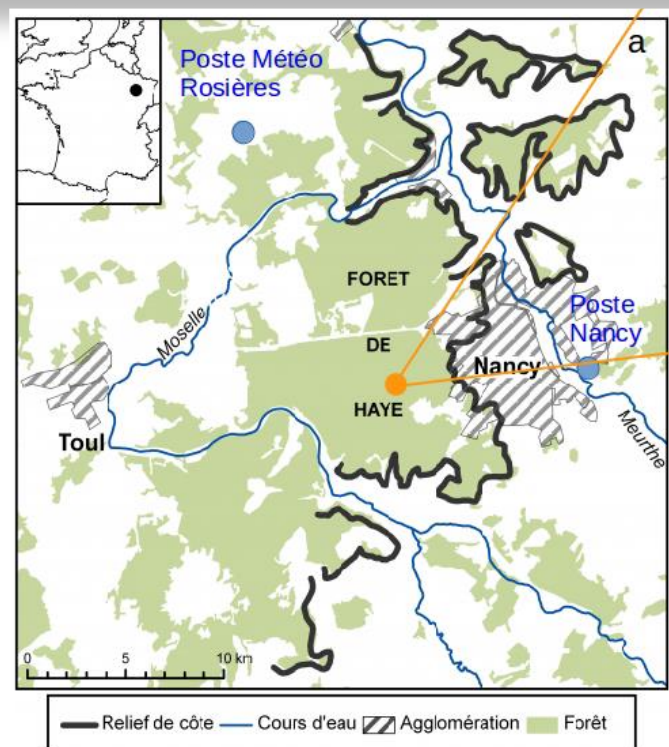 a
Poste Météo
Rosières
FORET
DE
HAYE
Moselle
Toul
Nancy
Poste
Nancy
Meurthe
0 5 10 km
Relief de côte Cours d'eau Agglomération Forêt